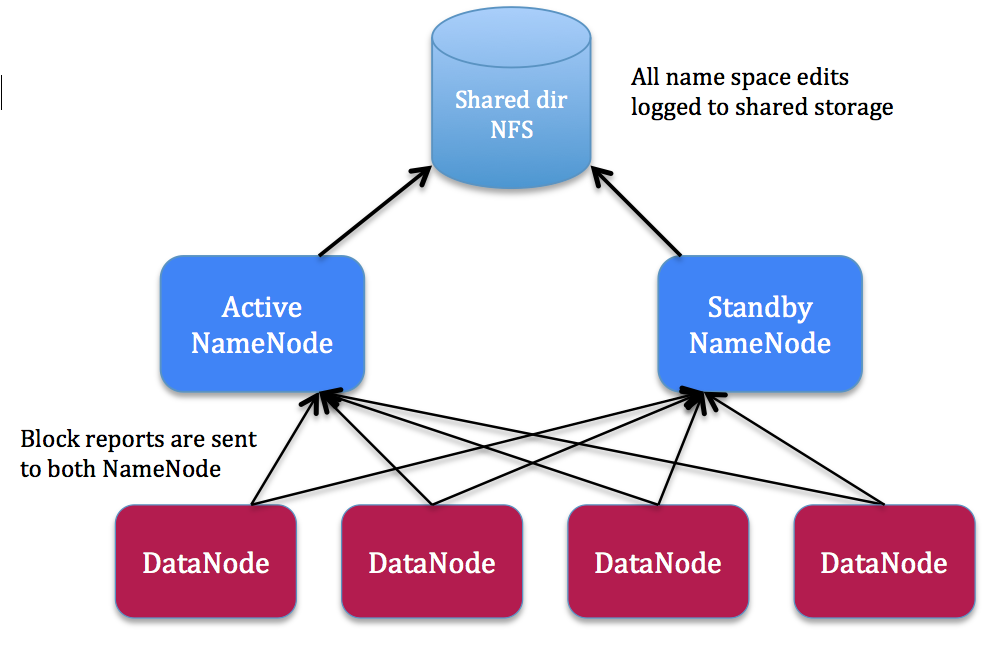 Shared dir
NFS
All name space edits
logged to shared storage
Active
NameNode
Standby
NameNode
Block reports are sent
to both NameNode
DataNode
DataNode
DataNode
DataNode